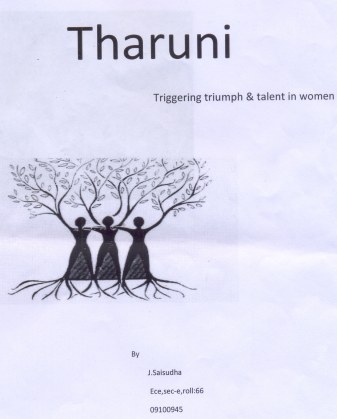 Tharuni
Triggering triumph & talent in women
By
J.Saisudha
Ece,sec-e,roll:66
09100945